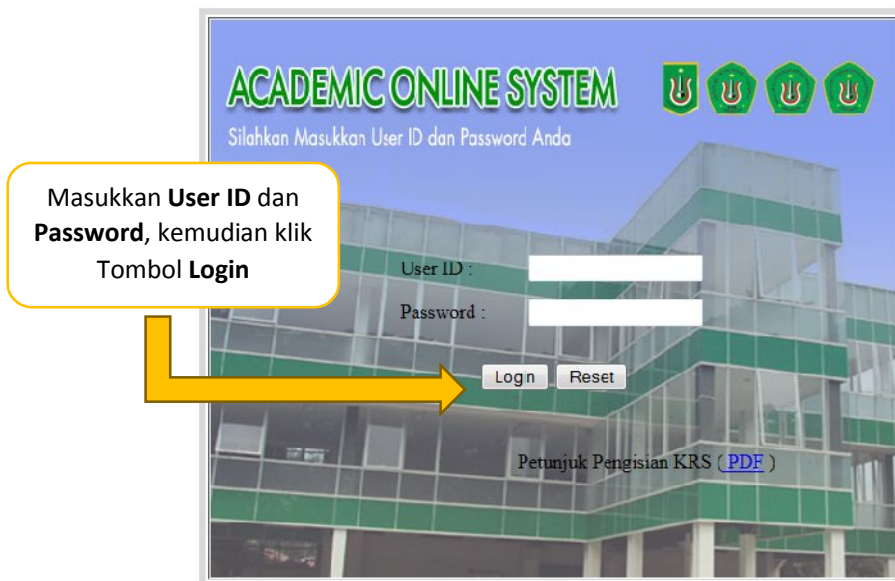 ACADEMIC ONLINE SYSTEM
Silahkan Masukkan User ID dan Password Anda
Masukkan User ID dan
Password, kemudian klik
Tombol Login
User ID :
Password :
Login Reset
Petunjuk Pengisian KRS ( PDF )